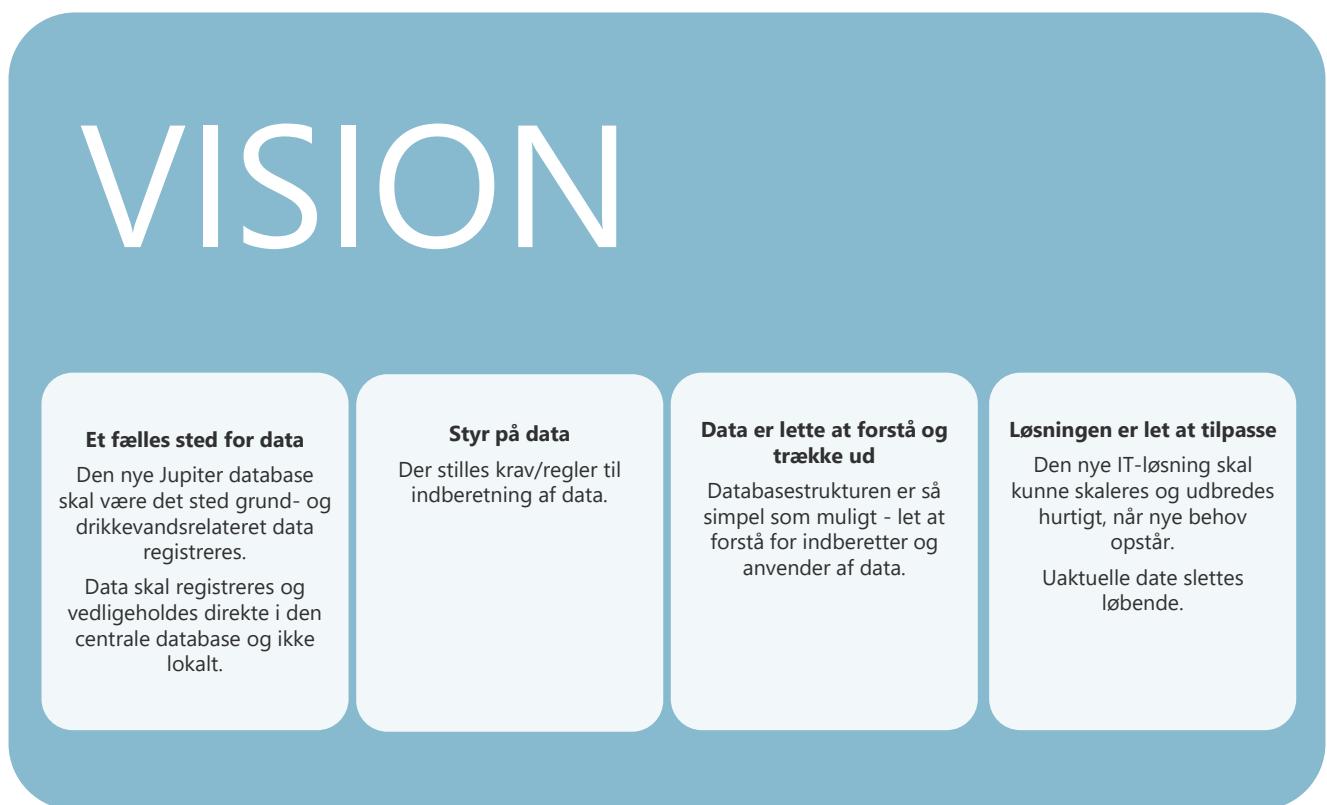 VISION
Et fælles sted for data
Den nye Jupiter database
skal være det sted grund- og
drikkevandsrelateret data
registreres.
Data skal registreres og
vedligeholdes direkte i den
centrale database og ikke
lokalt.
Styr på data
Der stilles krav/regler til
indberetning af data.
Data er lette at forstå og
trække ud
Databasestrukturen er så
simpel som muligt - let at
forstå for indberetter og
anvender af data.
Løsningen er let at tilpasse
Den nye IT-løsning skal
kunne skaleres og udbredes
hurtigt, når nye behov
opstår.
Uaktuelle date slettes
løbende.